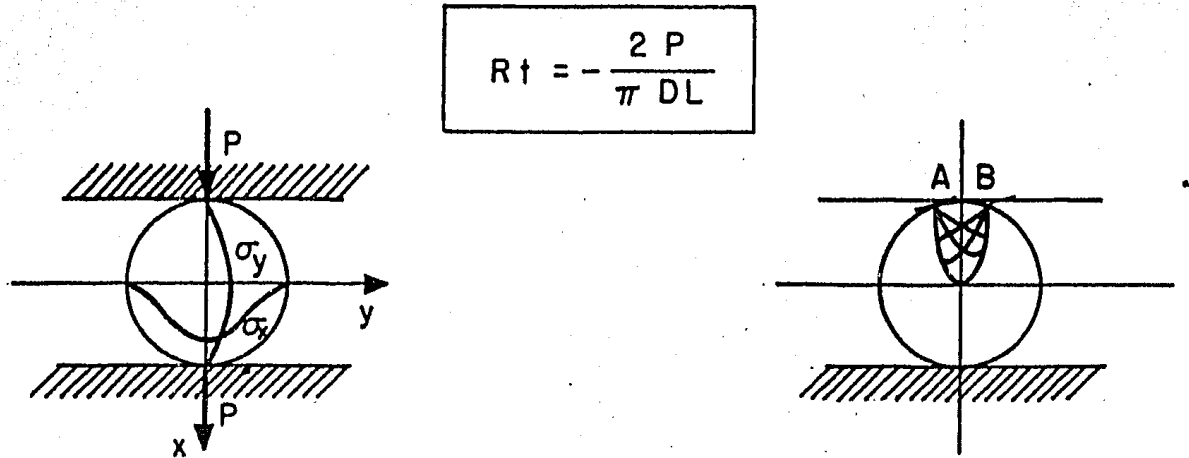 Rt = - 2 P / π DL
P
σy
y
σx
P
x
A B